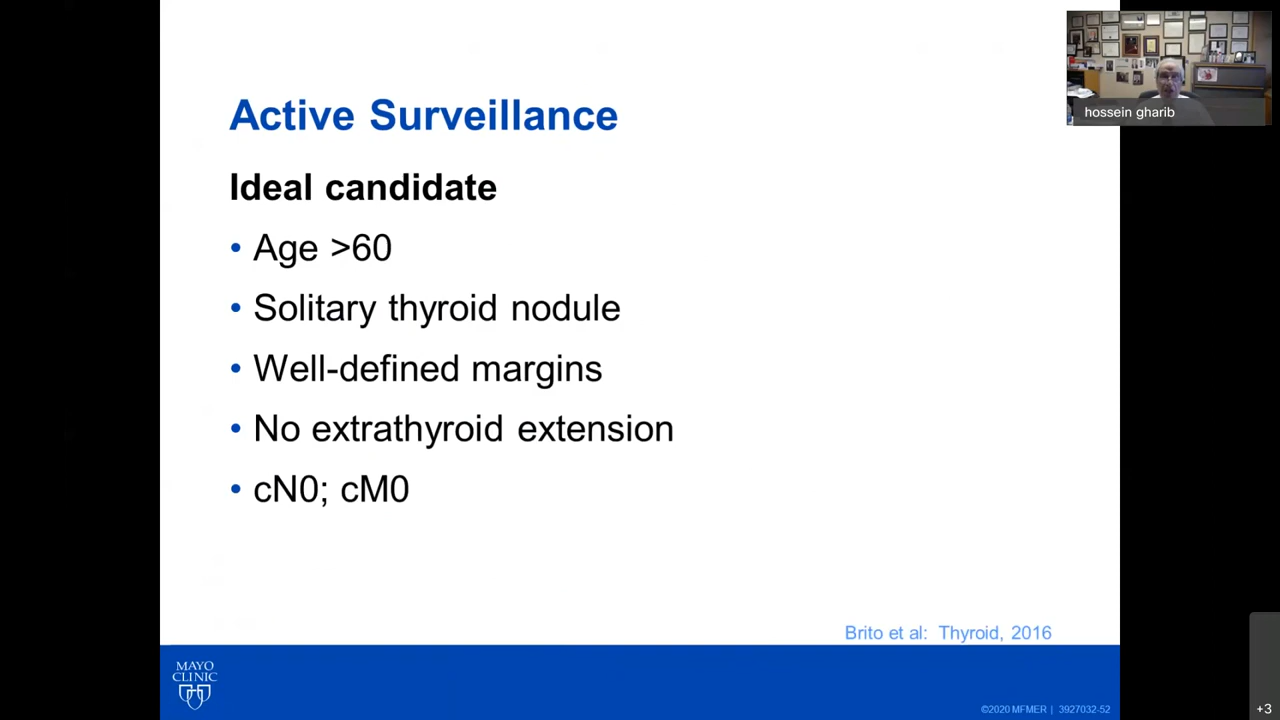 Active Surveillance
Ideal candidate
• Age >60
• Solitary thyroid nodule
• Well-defined margins
• No extrathyroid extension
• cN0; cM0
Brito et al: Thyroid, 2016
MAYO
CLINIC
©2020 MFMER | 3927032-52
hossein gharib
+3